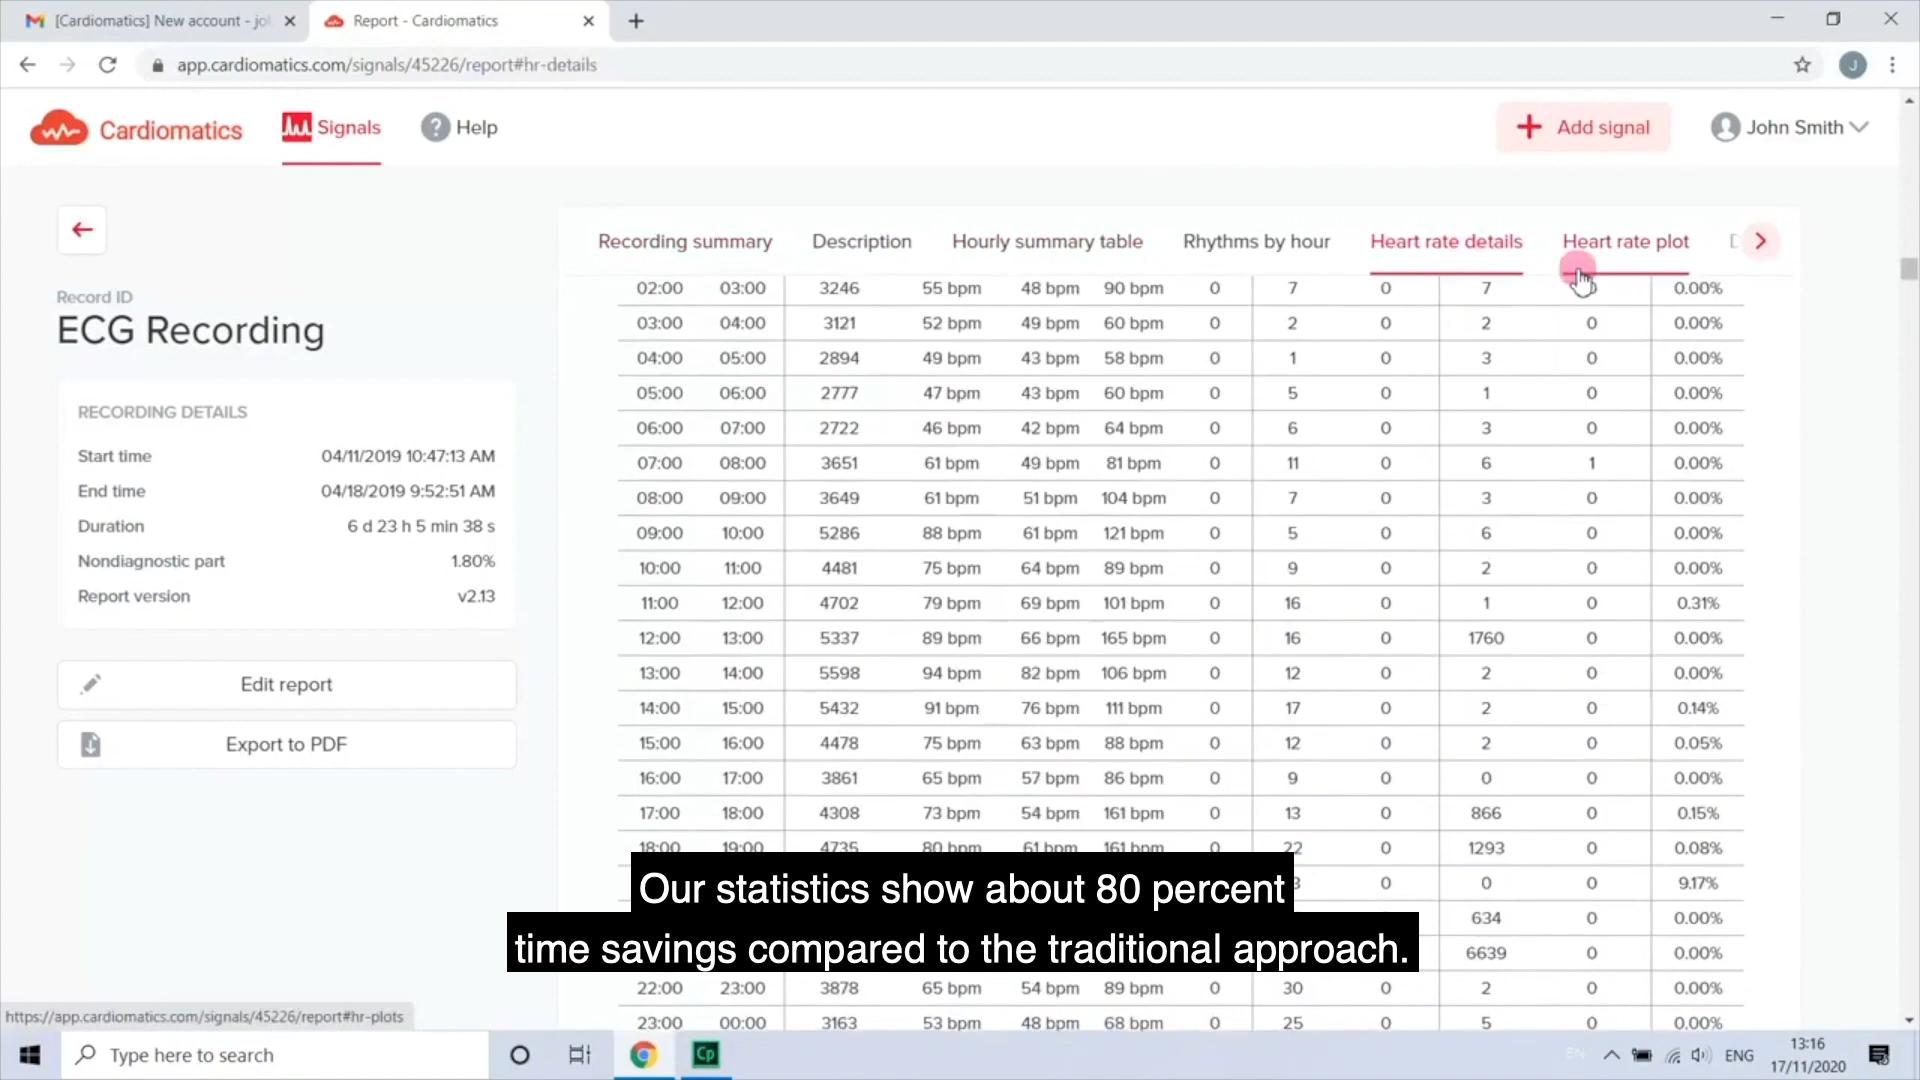 [Cardiomatics] New account - jol
Report - Cardiomatics
app.cardiomatics.com/signals/45226/report#hr-details
J
Cardiomatics
Signals
? Help
Add signal
John Smith
Recording summary Description Hourly summary table Rhythms by hour Heart rate details Heart rate plot
Record ID
ECG Recording
RECORDING DETAILS
Start time 04/11/2019 10:47:13 AM
End time 04/18/2019 9:52:51 AM
Duration 6 d 23 h 5 min 38 s
Nondiagnostic part 1.80%
Report version v2.13
Edit report
Export to PDF
02:00 03:00 3246 55 bpm 48 bpm 90 bpm 0 7 0 7 0.00%
03:00 04:00 3121 52 bpm 49 bpm 60 bpm 0 2 0 2 0 0.00%
04:00 05:00 2894 49 bpm 43 bpm 58 bpm 0 1 0 3 0 0.00%
05:00 06:00 2777 47 bpm 43 bpm 60 bpm 0 5 0 1 0 0.00%
06:00 07:00 2722 46 bpm 42 bpm 64 bpm 0 6 0 3 0 0.00%
07:00 08:00 3651 61 bpm 49 bpm 81 bpm 0 11 0 6 1 0.00%
08:00 09:00 3649 61 bpm 51 bpm 104 bpm 0 7 0 3 0 0.00%
09:00 10:00 5286 88 bpm 61 bpm 121 bpm 0 5 0 6 0 0.00%
10:00 11:00 4481 75 bpm 64 bpm 89 bpm 0 9 0 2 0 0.00%
11:00 12:00 4702 79 bpm 69 bpm 101 bpm 0 16 0 1 0 0.31%
12:00 13:00 5337 89 bpm 66 bpm 165 bpm 0 16 0 1760 0 0.00%
13:00 14:00 5598 94 bpm 82 bpm 106 bpm 0 12 0 2 0 0.00%
14:00 15:00 5432 91 bpm 76 bpm 111 bpm 0 17 0 2 0 0.14%
15:00 16:00 4478 75 bpm 63 bpm 88 bpm 0 12 0 2 0 0.05%
16:00 17:00 3861 65 bpm 57 bpm 86 bpm 0 9 0 0 0 0.00%
17:00 18:00 4308 73 bpm 54 bpm 161 bpm 0 13 0 866 0 0.15%
18:00 19:00 4735 80 bpm 61 bpm 161 bpm 0 22 0 1293 0 0.08%
0 0 0 9.17%
634 0 0.00%
6639 0 0.00%
Our statistics show about 80 percent
time savings compared to the traditional approach.
22:00 23:00 3878 65 bpm 54 bpm 89 bpm 0 30 0 2 0 0.00%
23:00 00:00 3163 53 bpm 48 bpm 68 bpm 0 25 0 5 0 0.00%
https://app.cardiomatics.com/signals/45226/report#hr-plots
Type here to search
Cp
ENG
13:16
17/11/2020